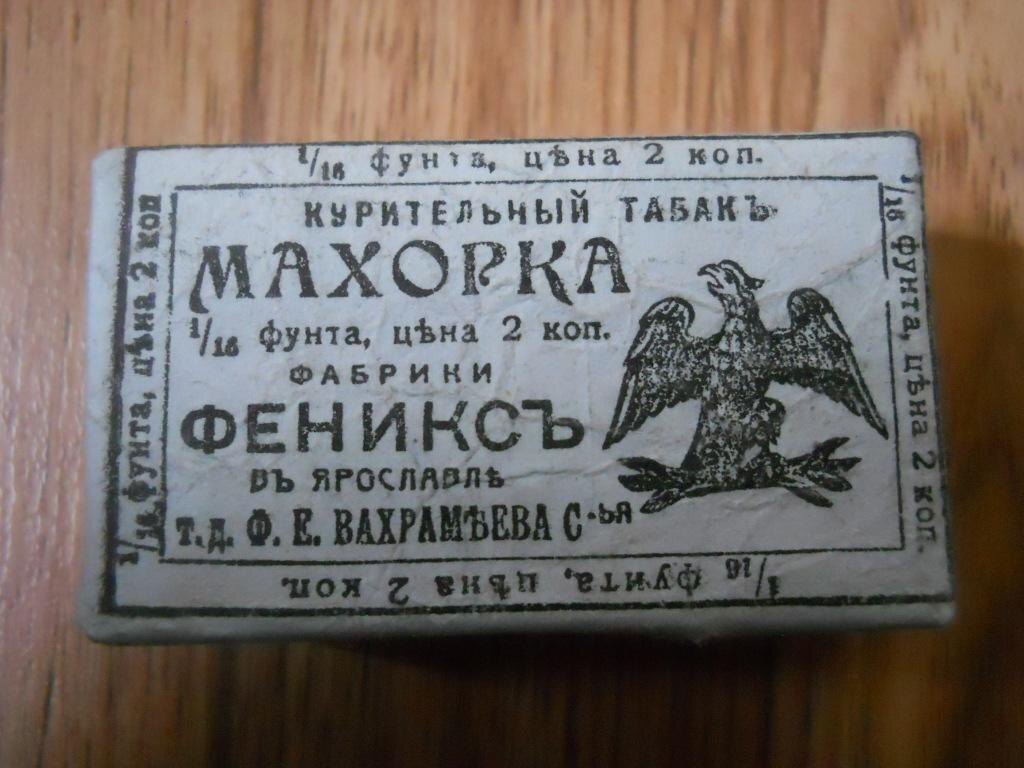 1/16 фунта, цѣна 2 коп.
КУРИТЕЛЬНЫЙ ТАБАКЪ
МАХОРКА
1/16 фунта, цѣна 2 коп.
ФАБРИКИ
ФЕНИКСЪ
ВЪ ЯРОСЛАВЛѢ
Т. Д. Ф. Е. ВАХРАМѢЕВА С-ЬЯ
1/16 фунта, цѣна 2 коп
1/16 фунта, цѣна 2 коп.
1/16 фунта, цѣна 2 коп.